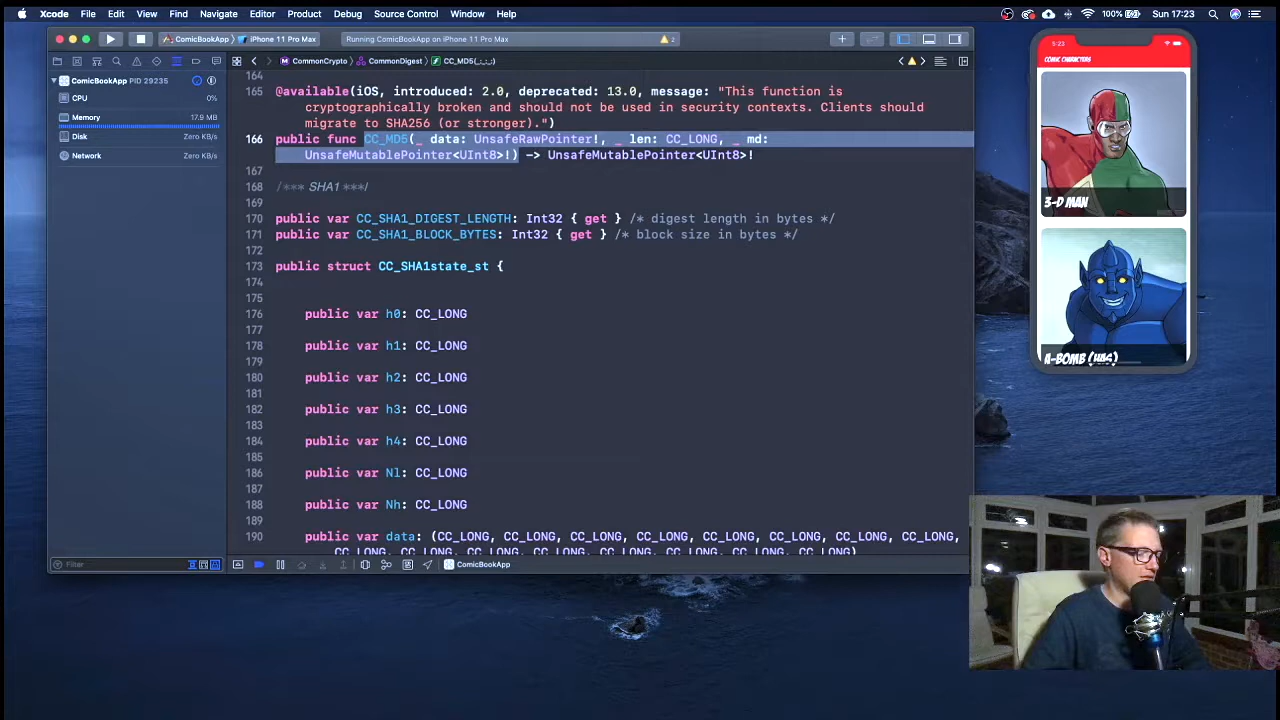 Xcode File Edit View Find Navigate Editor Product Debug Source Control Window Help
100% Sun 17:23
ComicBookApp iPhone 11 Pro Max
Running ComicBookApp on iPhone 11 Pro Max 2
CommonCrypto CommonDigest CC_MD5(_:_:_:)
ComicBookApp PID 29235
CPU 0%
Memory 17.9 MB
Disk Zero KB/s
Network Zero KB/s
Filter
164
165 @available(iOS, introduced: 2.0, deprecated: 13.0, message: "This function is
cryptographically broken and should not be used in security contexts. Clients should
migrate to SHA256 (or stronger).")
166 public func CC_MD5(_ data: UnsafeRawPointer!, _ len: CC_LONG, _ md:
UnsafeMutablePointer<UInt8>!) -> UnsafeMutablePointer<UInt8>!
167
168 /*** SHA1 ***/
169
170 public var CC_SHA1_DIGEST_LENGTH: Int32 { get } /* digest length in bytes */
171 public var CC_SHA1_BLOCK_BYTES: Int32 { get } /* block size in bytes */
172
173 public struct CC_SHA1state_st {
174
175
176 public var h0: CC_LONG
177
178 public var h1: CC_LONG
179
180 public var h2: CC_LONG
181
182 public var h3: CC_LONG
183
184 public var h4: CC_LONG
185
186 public var Nl: CC_LONG
187
188 public var Nh: CC_LONG
189
190 public var data: (CC_LONG, CC_LONG, CC_LONG, CC_LONG, CC_LONG, CC_LONG, CC_LONG, CC_LONG,
CC_LONG, CC_LONG, CC_LONG, CC_LONG, CC_LONG, CC_LONG, CC_LONG, CC_LONG)
ComicBookApp
5:23
COMIC CHARACTERS
3-D MAN
A-BOMB (HAS)